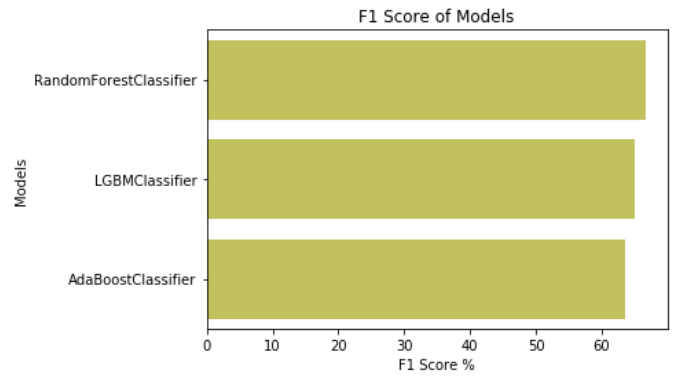 F1 Score of Models
RandomForestClassifier
LGBMClassifier
AdaBoostClassifier
Models
0 10 20 30 40 50 60
F1 Score %